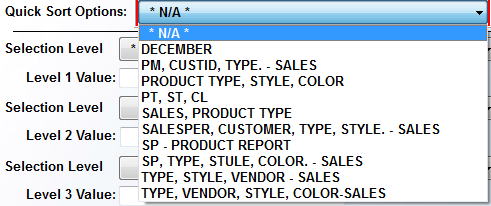 Quick Sort Options: * N/A *
* N/A *
DECEMBER
Selection Level *
PM, CUSTID, TYPE. - SALES
Level 1 Value:
PRODUCT TYPE, STYLE, COLOR
PT, ST, CL
Selection Level
SALES, PRODUCT TYPE
Level 2 Value:
SALESPER, CUSTOMER, TYPE, STYLE. - SALES
SP - PRODUCT REPORT
Selection Level
SP, TYPE, STULE, COLOR. - SALES
TYPE, STYLE, VENDOR - SALES
Level 3 Value:
TYPE, VENDOR, STYLE, COLOR-SALES